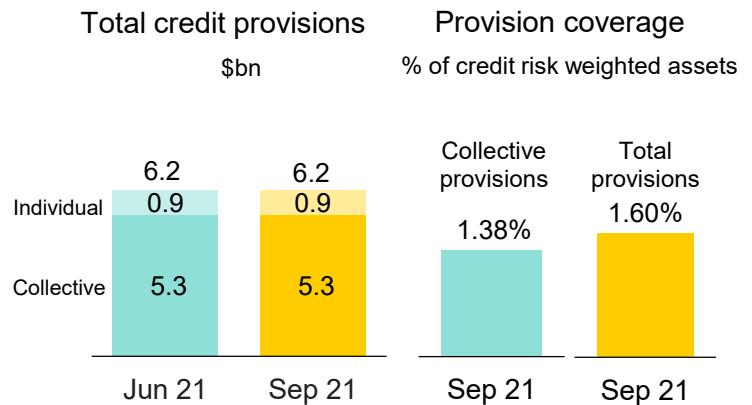 Total credit provisions
$bn
6.2
6.2
Individual
0.9
0.9
Collective
5.3
5.3
Jun 21
Sep 21
Provision coverage
% of credit risk weighted assets
Collective
provisions
Total
provisions
1.38%
1.60%
Sep 21
Sep 21